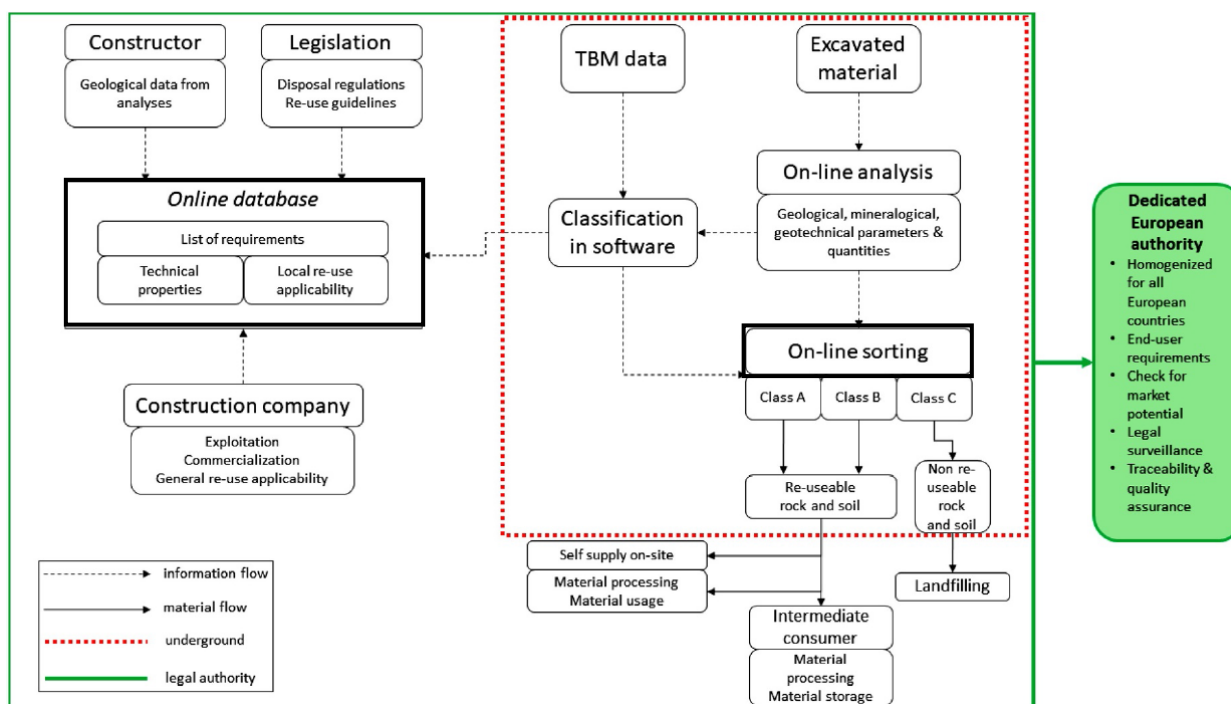 Constructor
Geological data from
analyses
Legislation
Disposal regulations
Re-use guidelines
TBM data
Excavated
material
Online database
List of requirements
Technical
properties
Local re-use
applicability
Classification
in software
On-line analysis
Geological, mineralogical,
geotechnical parameters &
quantities
On-line sorting
Class A
Class B
Class C
Construction company
Exploitation
Commercialization
General re-use applicability
Re-useable
rock and soil
Non re-
useable
rock
and soil
Self supply on-site
Material processing
Material usage
Landfilling
Intermediate
consumer
Material
processing
Material storage
information flow
material flow
underground
legal authority
Dedicated
European
authority
• Homogenized
for all
European
countries
• End-user
requirements
• Check for
market
potential
• Legal
surveillance
• Traceability &
quality
assurance